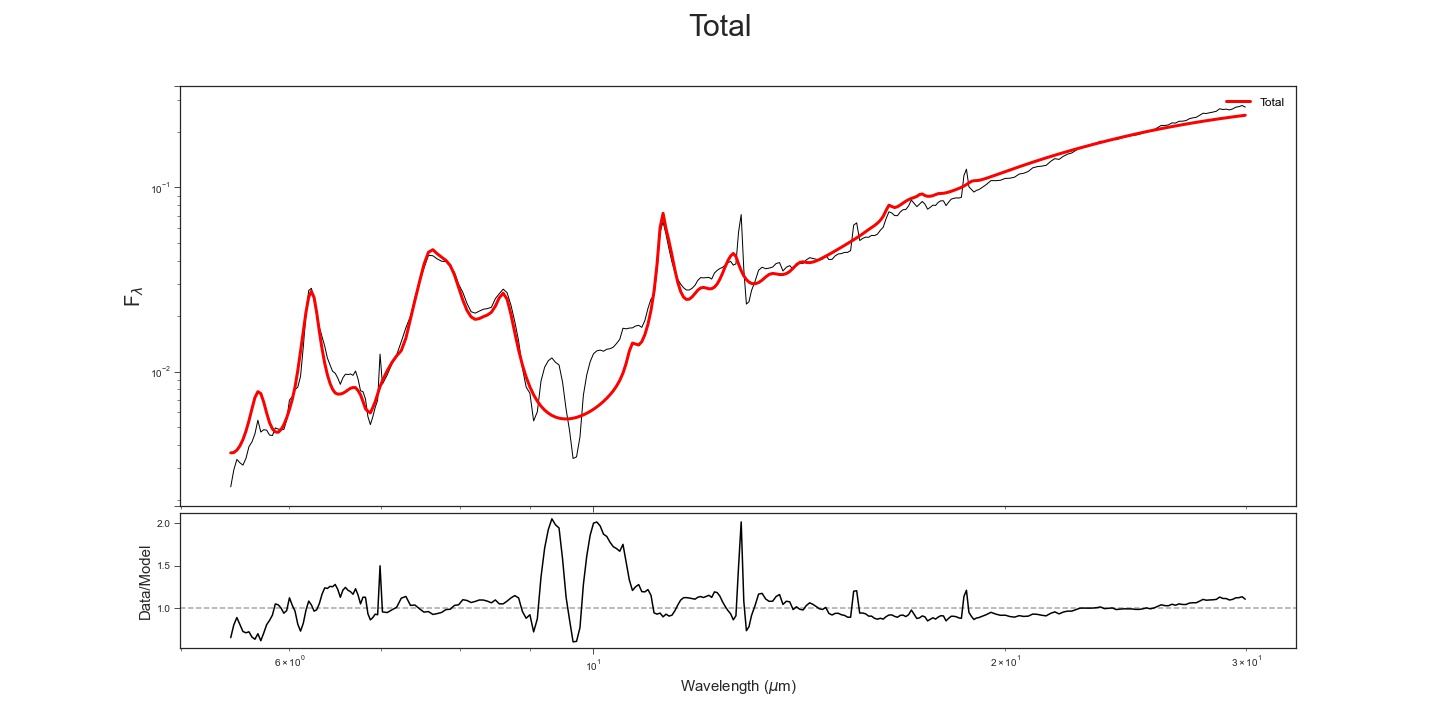 Total
Total
F_λ
10⁻¹
10⁻²
Data/Model
2.0
1.5
1.0
6×10⁰
10¹
2×10¹
3×10¹
Wavelength (μm)